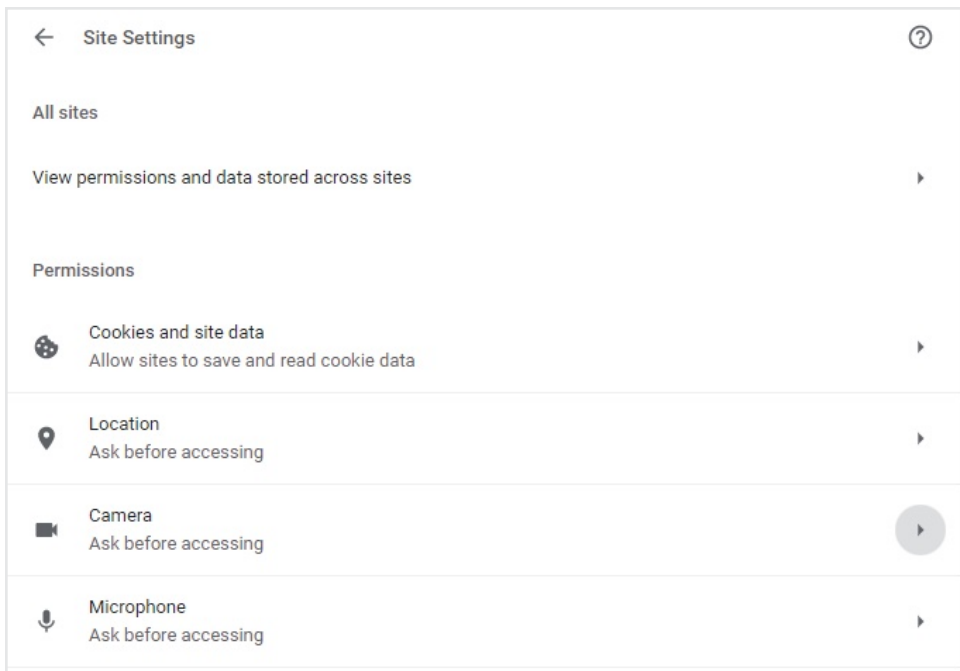 Site Settings
All sites
View permissions and data stored across sites
Permissions
Cookies and site data
Allow sites to save and read cookie data
Location
Ask before accessing
Camera
Ask before accessing
Microphone
Ask before accessing